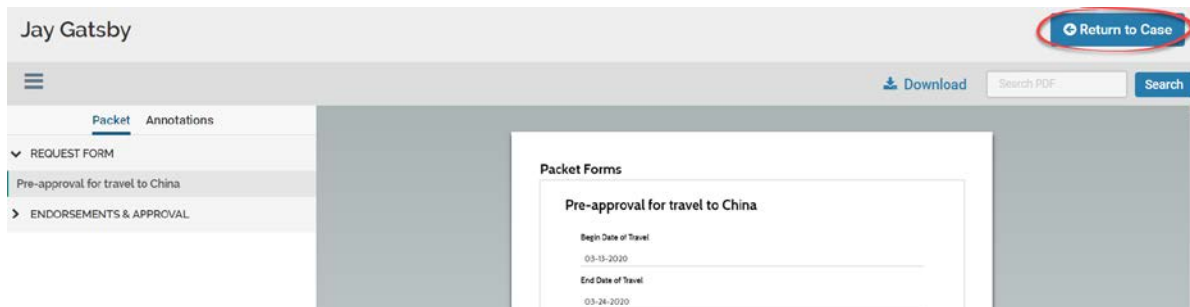 Jay Gatsby
Return to Case
Download
Search PDF
Search
Packet Annotations
REQUEST FORM
Pre-approval for travel to China
ENDORSEMENTS & APPROVAL
Packet Forms
Pre-approval for travel to China
Begin Date of Travel
03-13-2020
End Date of Travel
03-24-2020